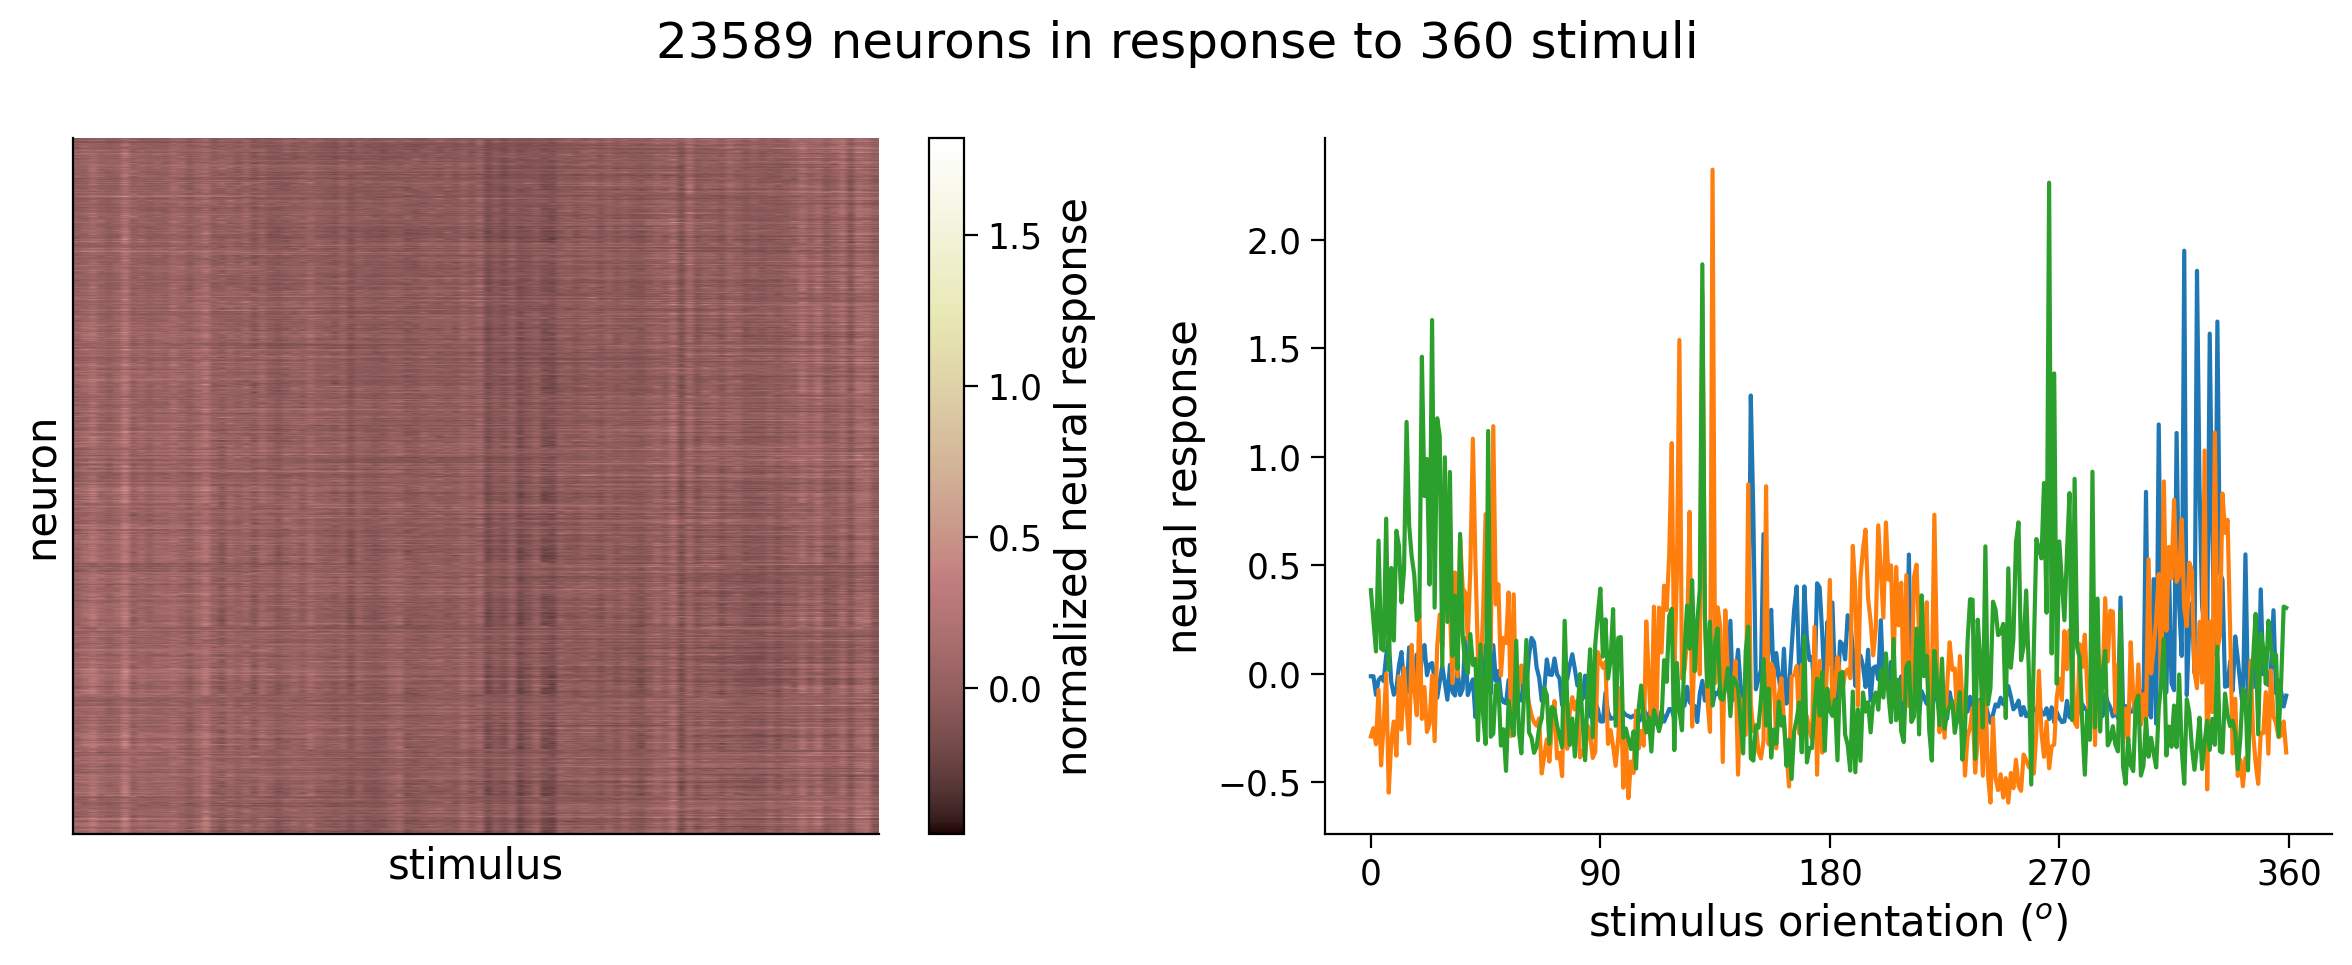 23589 neurons in response to 360 stimuli
neuron
stimulus
1.5
1.0
0.5
0.0
normalized neural response
neural response
2.0
1.5
1.0
0.5
0.0
−0.5
0 90 180 270 360
stimulus orientation (°)